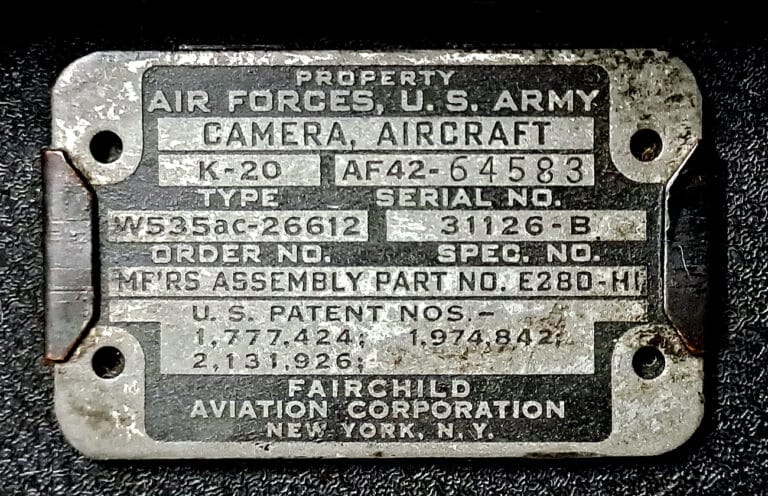 PROPERTY
AIR FORCES, U. S. ARMY
CAMERA, AIRCRAFT
K-20 AF42-64583
TYPE SERIAL NO.
W535ac-26612 31126-B
ORDER NO. SPEC. NO.
MF'RS ASSEMBLY PART NO. E280-H1
U. S. PATENT NOS.-
1,777,424; 1,974,842;
2,131,926;
FAIRCHILD
AVIATION CORPORATION
NEW YORK, N.Y.